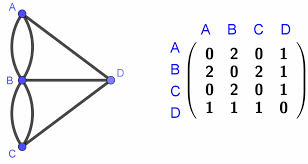 A
B
C
D
A B C D
A 0 2 0 1
B 2 0 2 1
C 0 2 0 1
D 1 1 1 0